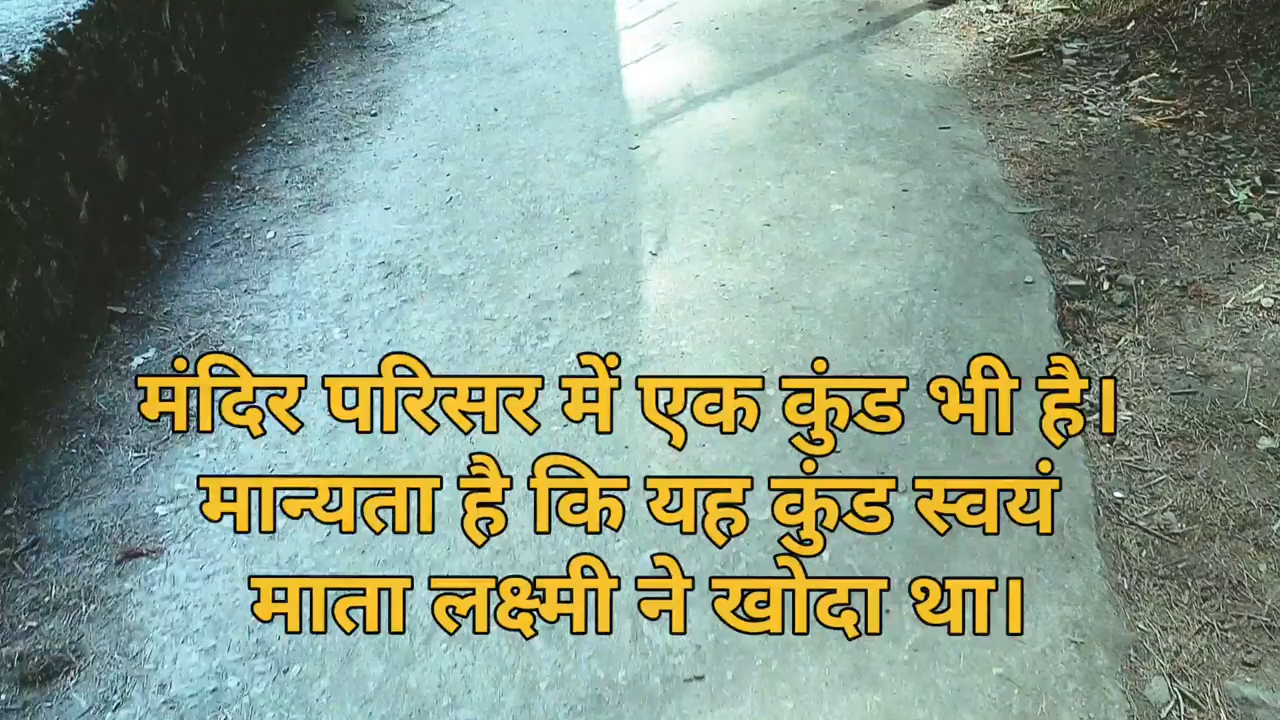 मंदिर परिसर में एक कुंड भी है।
मान्यता है कि यह कुंड स्वयं
माता लक्ष्मी ने खोदा था।